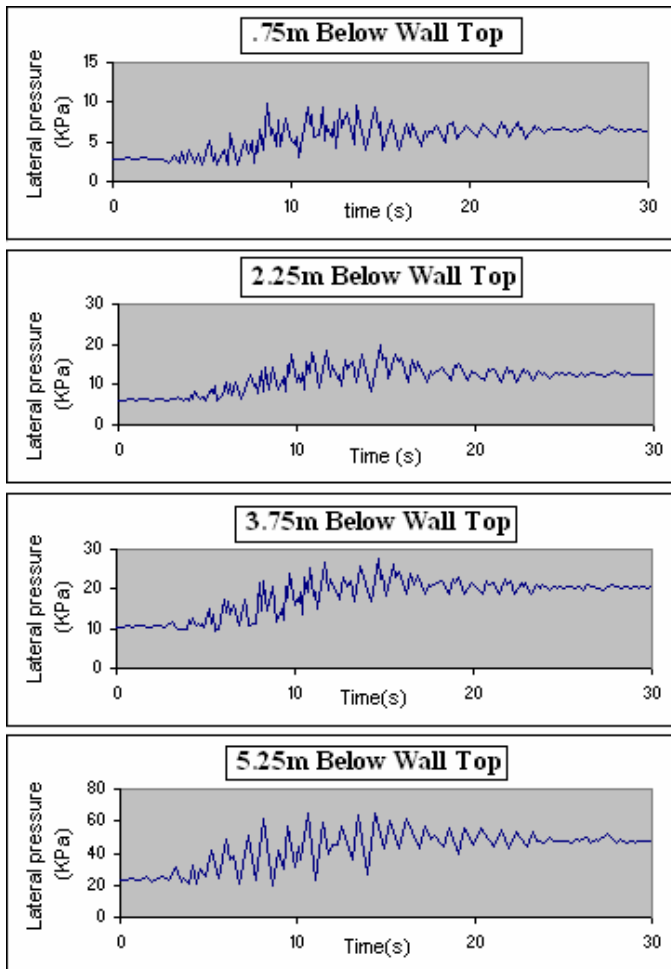 .75m Below Wall Top
Lateral pressure
(KPa)
15
10
5
0
0 10 20 30
time (s)
2.25m Below Wall Top
Lateral pressure
(KPa)
30
20
10
0
0 10 20 30
Time (s)
3.75m Below Wall Top
Lateral pressure
(KPa)
30
20
10
0
0 10 20 30
Time(s)
5.25m Below Wall Top
Lateral pressure
(KPa)
80
60
40
20
0
0 10 20 30
Time(s)